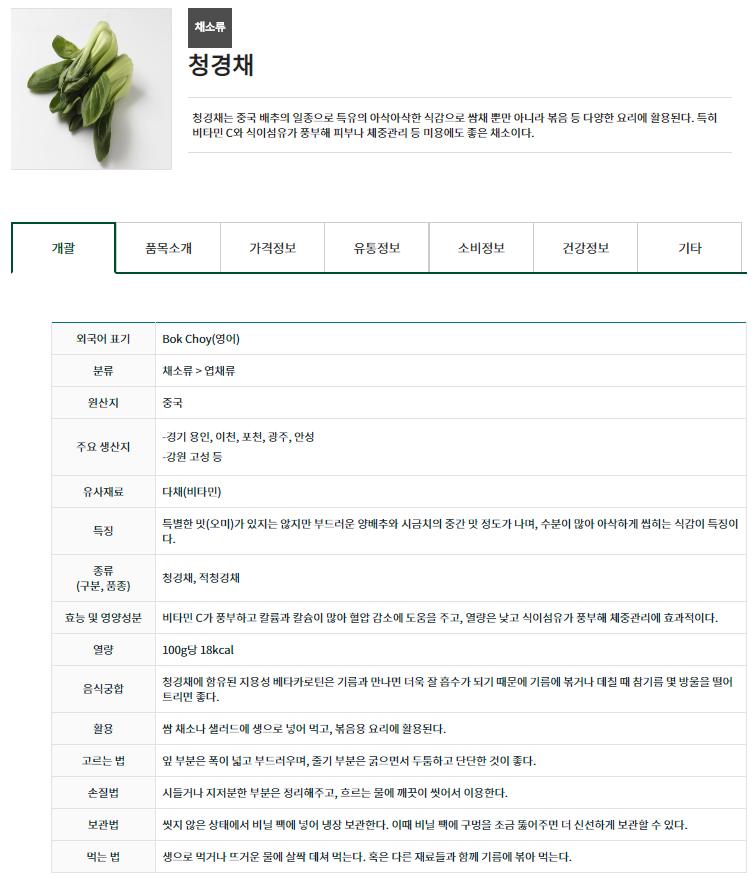 채소류
청경채
청경채는 중국 배추의 일종으로 특유의 아삭아삭한 식감으로 쌈채 뿐만 아니라 볶음 등 다양한 요리에 활용된다. 특히
비타민 C와 식이섬유가 풍부해 피부나 체중관리 등 미용에도 좋은 채소이다.
개괄 품목소개 가격정보 유통정보 소비정보 건강정보 기타
외국어 표기 Bok Choy(영어)
분류 채소류 > 엽채류
원산지 중국
주요 생산지 -경기 용인, 이천, 포천, 광주, 안성
-강원 고성 등
유사재료 다채(비타민)
특징 특별한 맛(오미)가 있지는 않지만 부드러운 양배추와 시금치의 중간 맛 정도가 나며, 수분이 많아 아삭하게 씹히는 식감이 특징이
다.
종류
(구분, 품종) 청경채, 적청경채
효능 및 영양성분 비타민 C가 풍부하고 칼륨과 칼슘이 많아 혈압 감소에 도움을 주고, 열량은 낮고 식이섬유가 풍부해 체중관리에 효과적이다.
열량 100g당 18kcal
음식궁합 청경채에 함유된 지용성 베타카로틴은 기름과 만나면 더욱 잘 흡수가 되기 때문에 기름에 볶거나 데칠 때 참기름 몇 방울을 떨어
트리면 좋다.
활용 쌈 채소나 샐러드에 생으로 넣어 먹고, 볶음용 요리에 활용된다.
고르는 법 잎 부분은 폭이 넓고 부드러우며, 줄기 부분은 굵으면서 두툼하고 단단한 것이 좋다.
손질법 시들거나 지저분한 부분은 정리해주고, 흐르는 물에 깨끗이 씻어서 이용한다.
보관법 씻지 않은 상태에서 비닐 팩에 넣어 냉장 보관한다. 이때 비닐 팩에 구멍을 조금 뚫어주면 더 신선하게 보관할 수 있다.
먹는 법 생으로 먹거나 뜨거운 물에 살짝 데쳐 먹는다. 혹은 다른 재료들과 함께 기름에 볶아 먹는다.